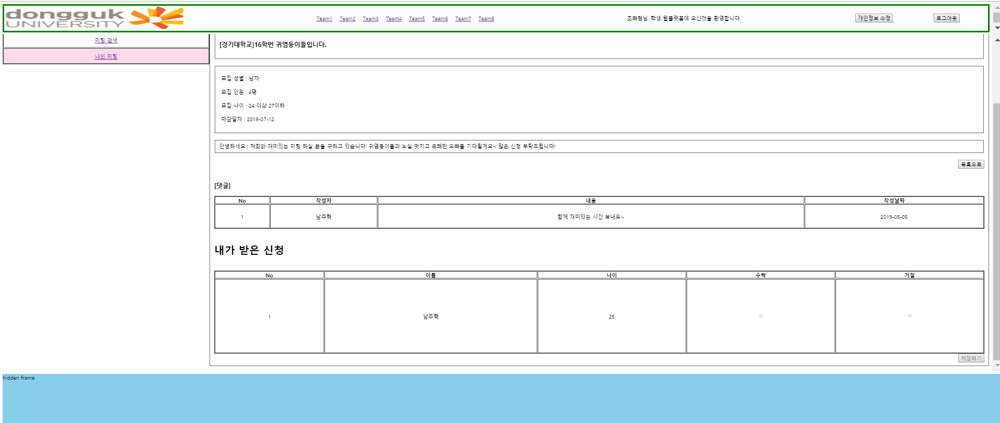 dongguk
UNIVERSITY
Team1 Team2 Team3 Team4 Team5 Team6 Team7 Team8
조하정님, 학생 웹플랫폼에 오신것을 환영합니다.
개인정보 수정
로그아웃
미팅 검색
나의 미팅
[경기대학교]16학번 귀염둥이들입니다.
모집 성별 : 남자
모집 인원 : 4명
모집 나이 : 24 이상 27이하
마감일자 : 2019-07-12
안녕하세요:) 저희와 재미있는 미팅 하실 분을 구하고 있습니다. 귀염둥이들과 노실 멋지고 유쾌한 오빠들 기다릴게요~ 많은 신청 부탁드립니다!
목록으로
[댓글]
No 작성자 내용 작성날짜
1 남주혁 함께 재미있는 시간 보내요~ 2019-05-05
내가 받은 신청
No 이름 나이 수락 거절
1 남주혁 25
저장하기
hidden frame